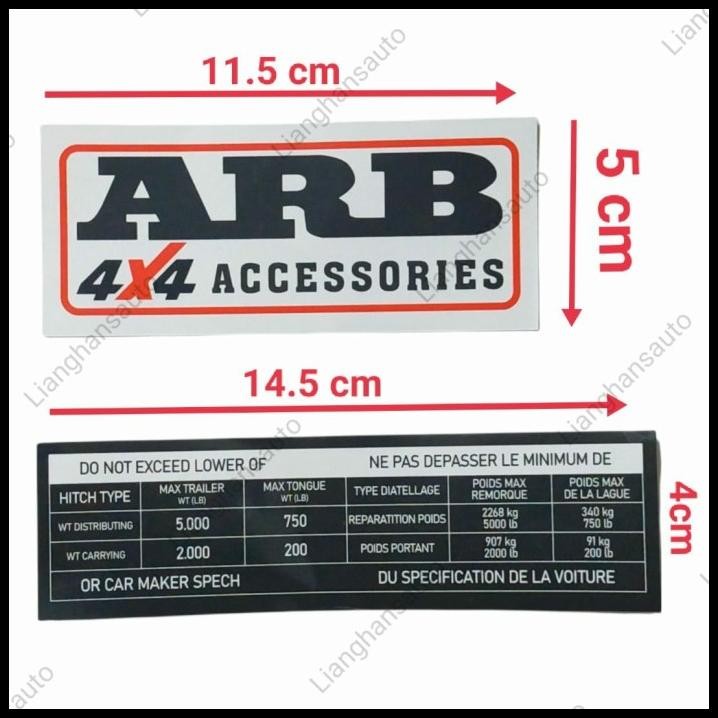 11.5 cm
ARB
4x4 ACCESSORIES
5 cm
14.5 cm
DO NOT EXCEED LOWER OF NE PAS DEPASSER LE MINIMUM DE
HITCH TYPE MAX TRAILER WT (LB) MAX TONGUE WT (LB) TYPE DIATELLAGE POIDS MAX REMORQUE POIDS MAX DE LA LAGUE
WT DISTRIBUTING 5.000 750 REPARATITION POIDS 2268 kg 5000 lb 340 kg 750 lb
WT CARRYING 2.000 200 POIDS PORTANT 907 kg 2000 lb 91 kg 200 lb
OR CAR MAKER SPECH DU SPECIFICATION DE LA VOITURE
4cm
Lianghansauto